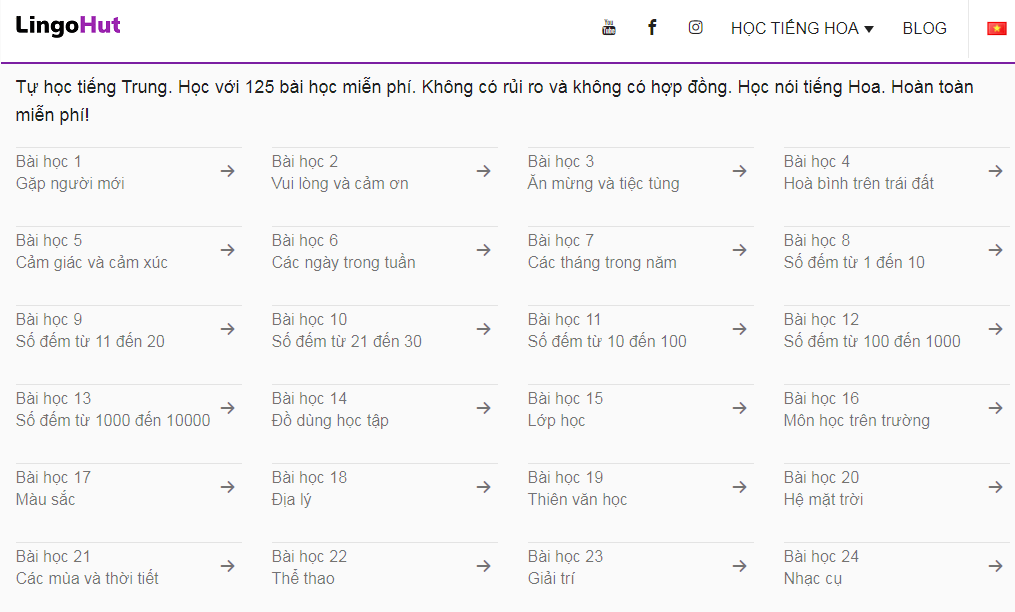 LingoHut
You Tube
HỌC TIẾNG HOA
BLOG
Tự học tiếng Trung. Học với 125 bài học miễn phí. Không có rủi ro và không có hợp đồng. Học nói tiếng Hoa. Hoàn toàn
miễn phí!
Bài học 1
Gặp người mới
Bài học 2
Vui lòng và cảm ơn
Bài học 3
Ăn mừng và tiệc tùng
Bài học 4
Hoà bình trên trái đất
Bài học 5
Cảm giác và cảm xúc
Bài học 6
Các ngày trong tuần
Bài học 7
Các tháng trong năm
Bài học 8
Số đếm từ 1 đến 10
Bài học 9
Số đếm từ 11 đến 20
Bài học 10
Số đếm từ 21 đến 30
Bài học 11
Số đếm từ 10 đến 100
Bài học 12
Số đếm từ 100 đến 1000
Bài học 13
Số đếm từ 1000 đến 10000
Bài học 14
Đồ dùng học tập
Bài học 15
Lớp học
Bài học 16
Môn học trên trường
Bài học 17
Màu sắc
Bài học 18
Địa lý
Bài học 19
Thiên văn học
Bài học 20
Hệ mặt trời
Bài học 21
Các mùa và thời tiết
Bài học 22
Thể thao
Bài học 23
Giải trí
Bài học 24
Nhạc cụ